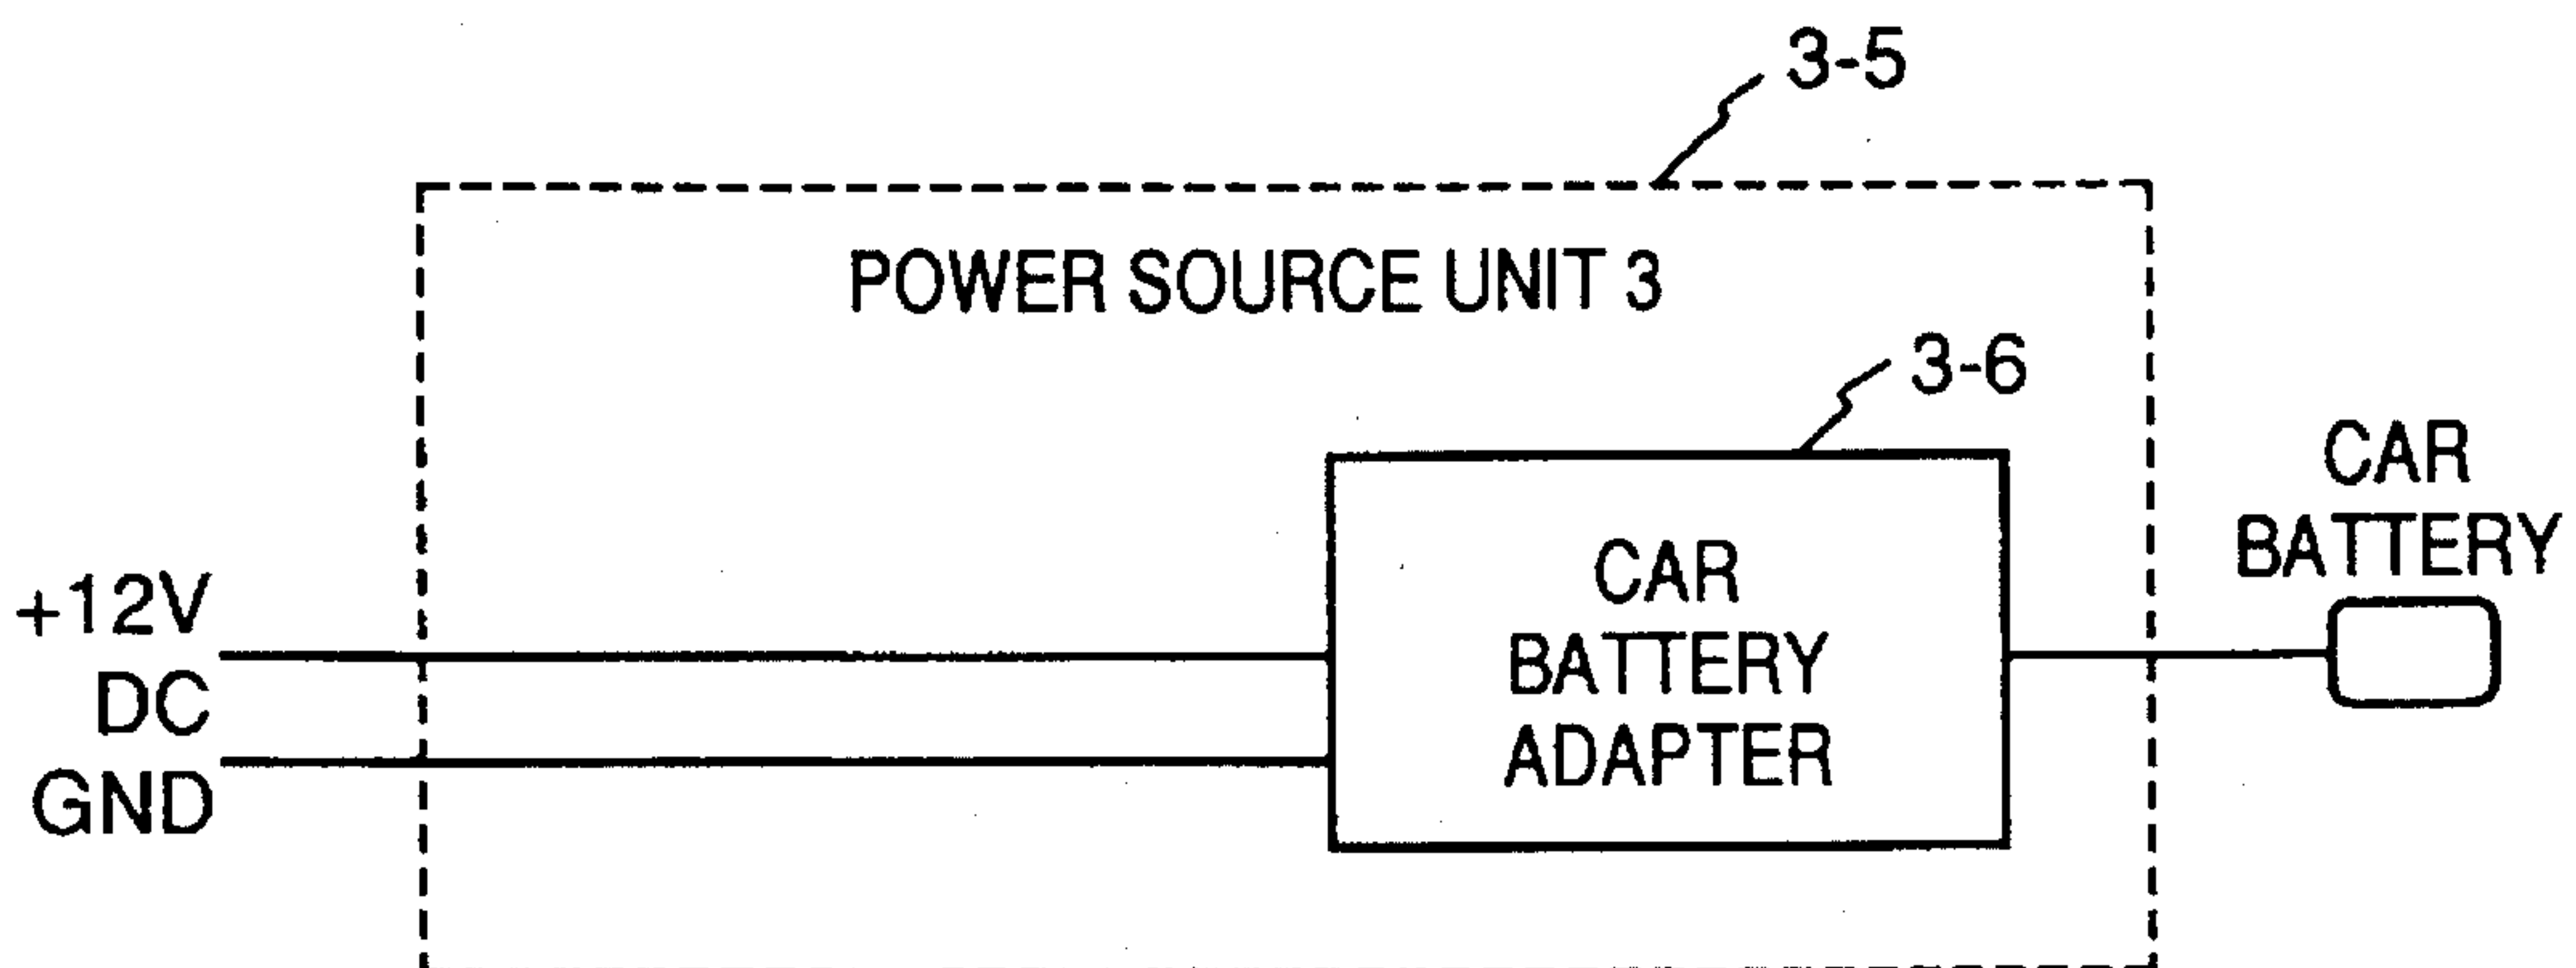 3-5
POWER SOURCE UNIT 3
3-6
CAR
BATTERY
+12V
DC
GND
CAR
BATTERY
ADAPTER